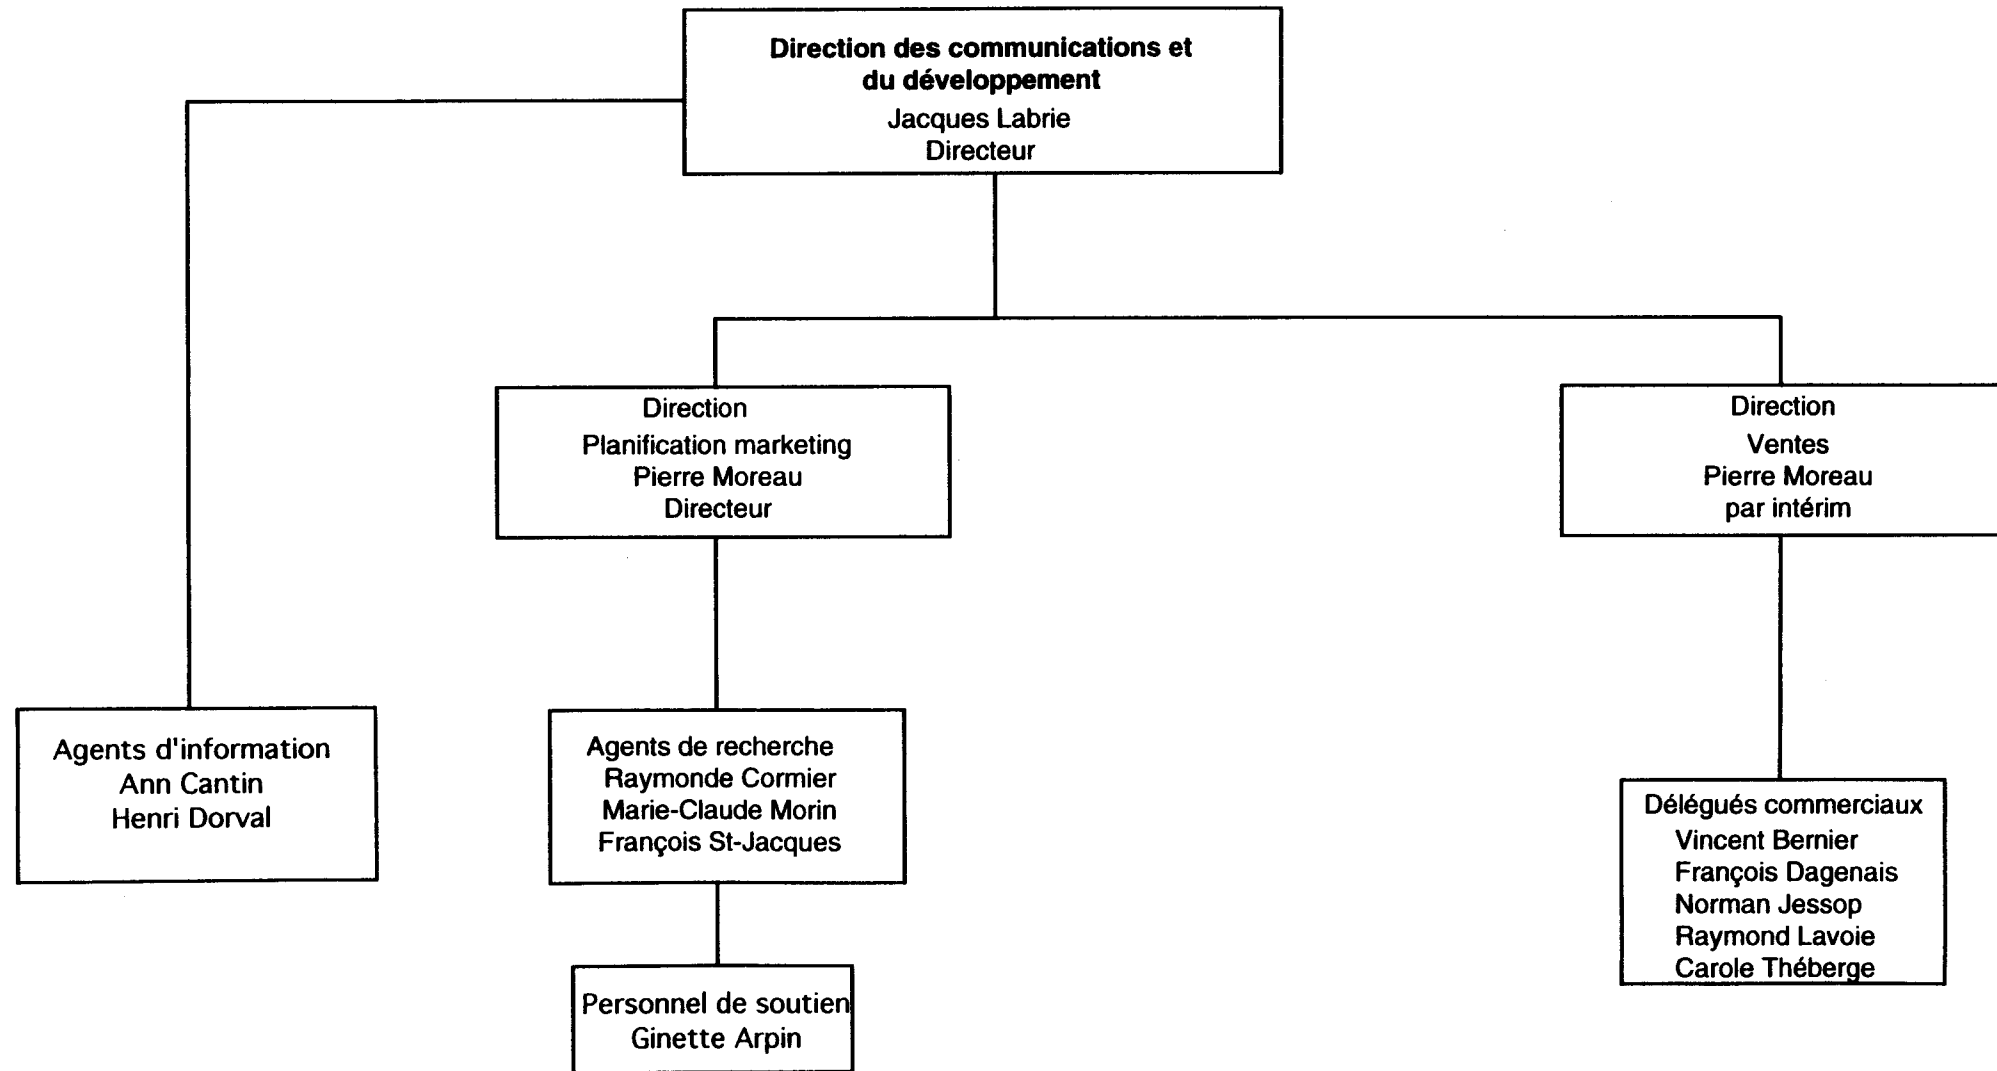 Direction des communications et
du développement
Jacques Labrie
Directeur
Direction
Planification marketing
Pierre Moreau
Directeur
Direction
Ventes
Pierre Moreau
par intérim
Agents d'information
Ann Cantin
Henri Dorval
Agents de recherche
Raymonde Cormier
Marie-Claude Morin
François St-Jacques
Délégués commerciaux
Vincent Bernier
François Dagenais
Norman Jessop
Raymond Lavoie
Carole Théberge
Personnel de soutien
Ginette Arpin